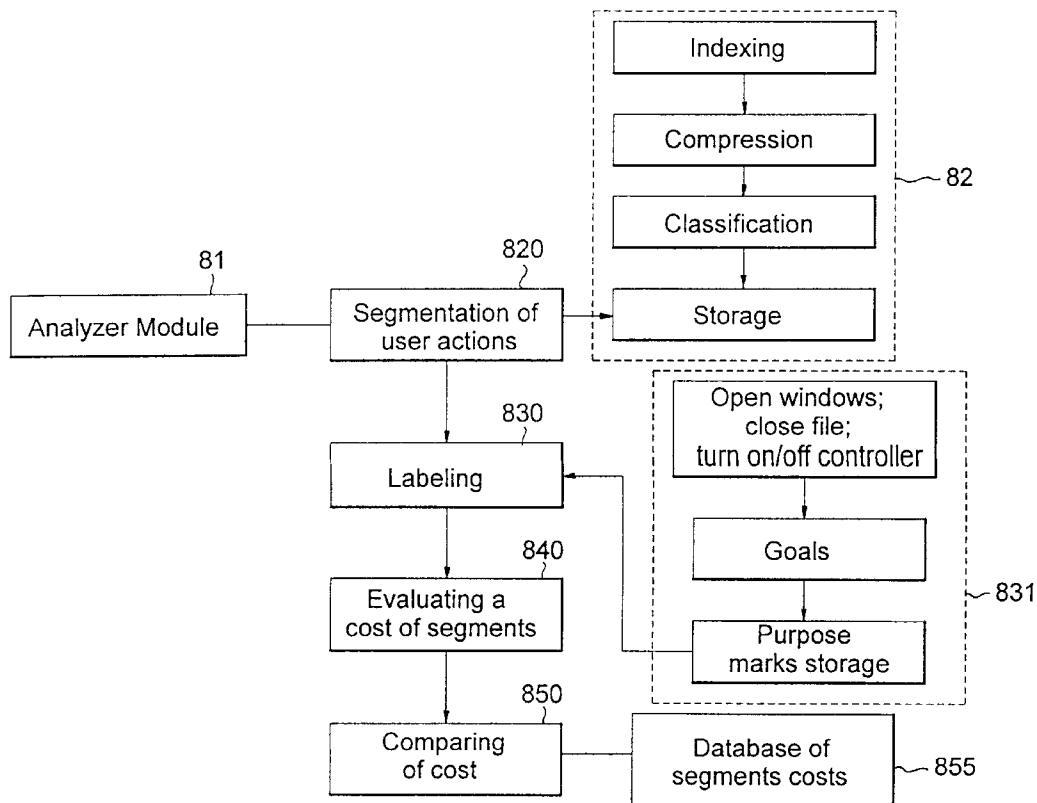 Indexing
Compression
82
Classification
81
820
Analyzer Module
Segmentation of
user actions
Storage
830
Open windows;
close file;
turn on/off controller
Labeling
840
Goals
831
Evaluating a
cost of segments
Purpose
marks storage
850
Comparing
of cost
Database of
segments costs
855